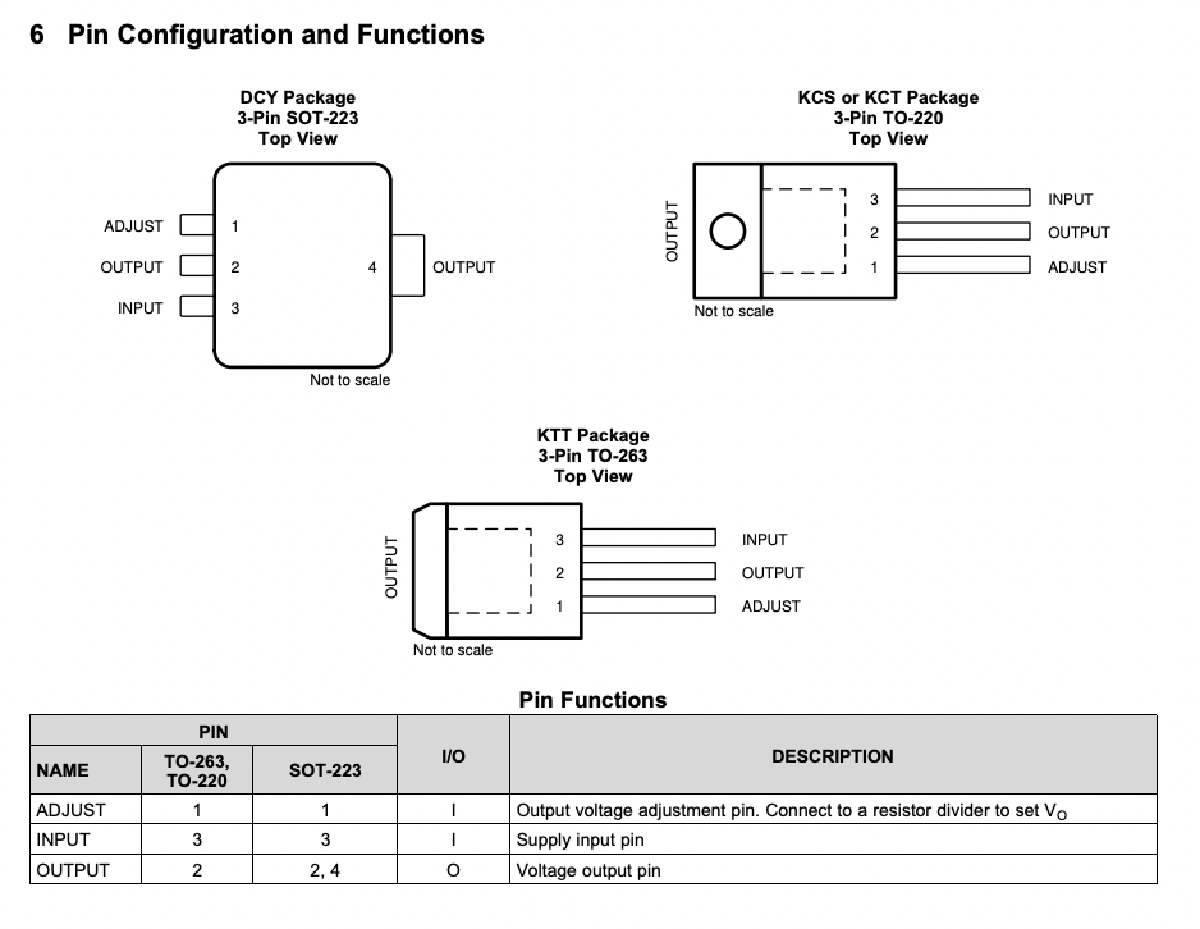 6 Pin Configuration and Functions
DCY Package
3-Pin SOT-223
Top View
ADJUST 1
OUTPUT 2 4 OUTPUT
INPUT 3
Not to scale
KCS or KCT Package
3-Pin TO-220
Top View
OUTPUT
3 INPUT
2 OUTPUT
1 ADJUST
Not to scale
KTT Package
3-Pin TO-263
Top View
OUTPUT
3 INPUT
2 OUTPUT
1 ADJUST
Not to scale
Pin Functions
PIN I/O DESCRIPTION
NAME TO-263, TO-220 SOT-223
ADJUST 1 1 I Output voltage adjustment pin. Connect to a resistor divider to set VO
INPUT 3 3 I Supply input pin
OUTPUT 2 2, 4 O Voltage output pin